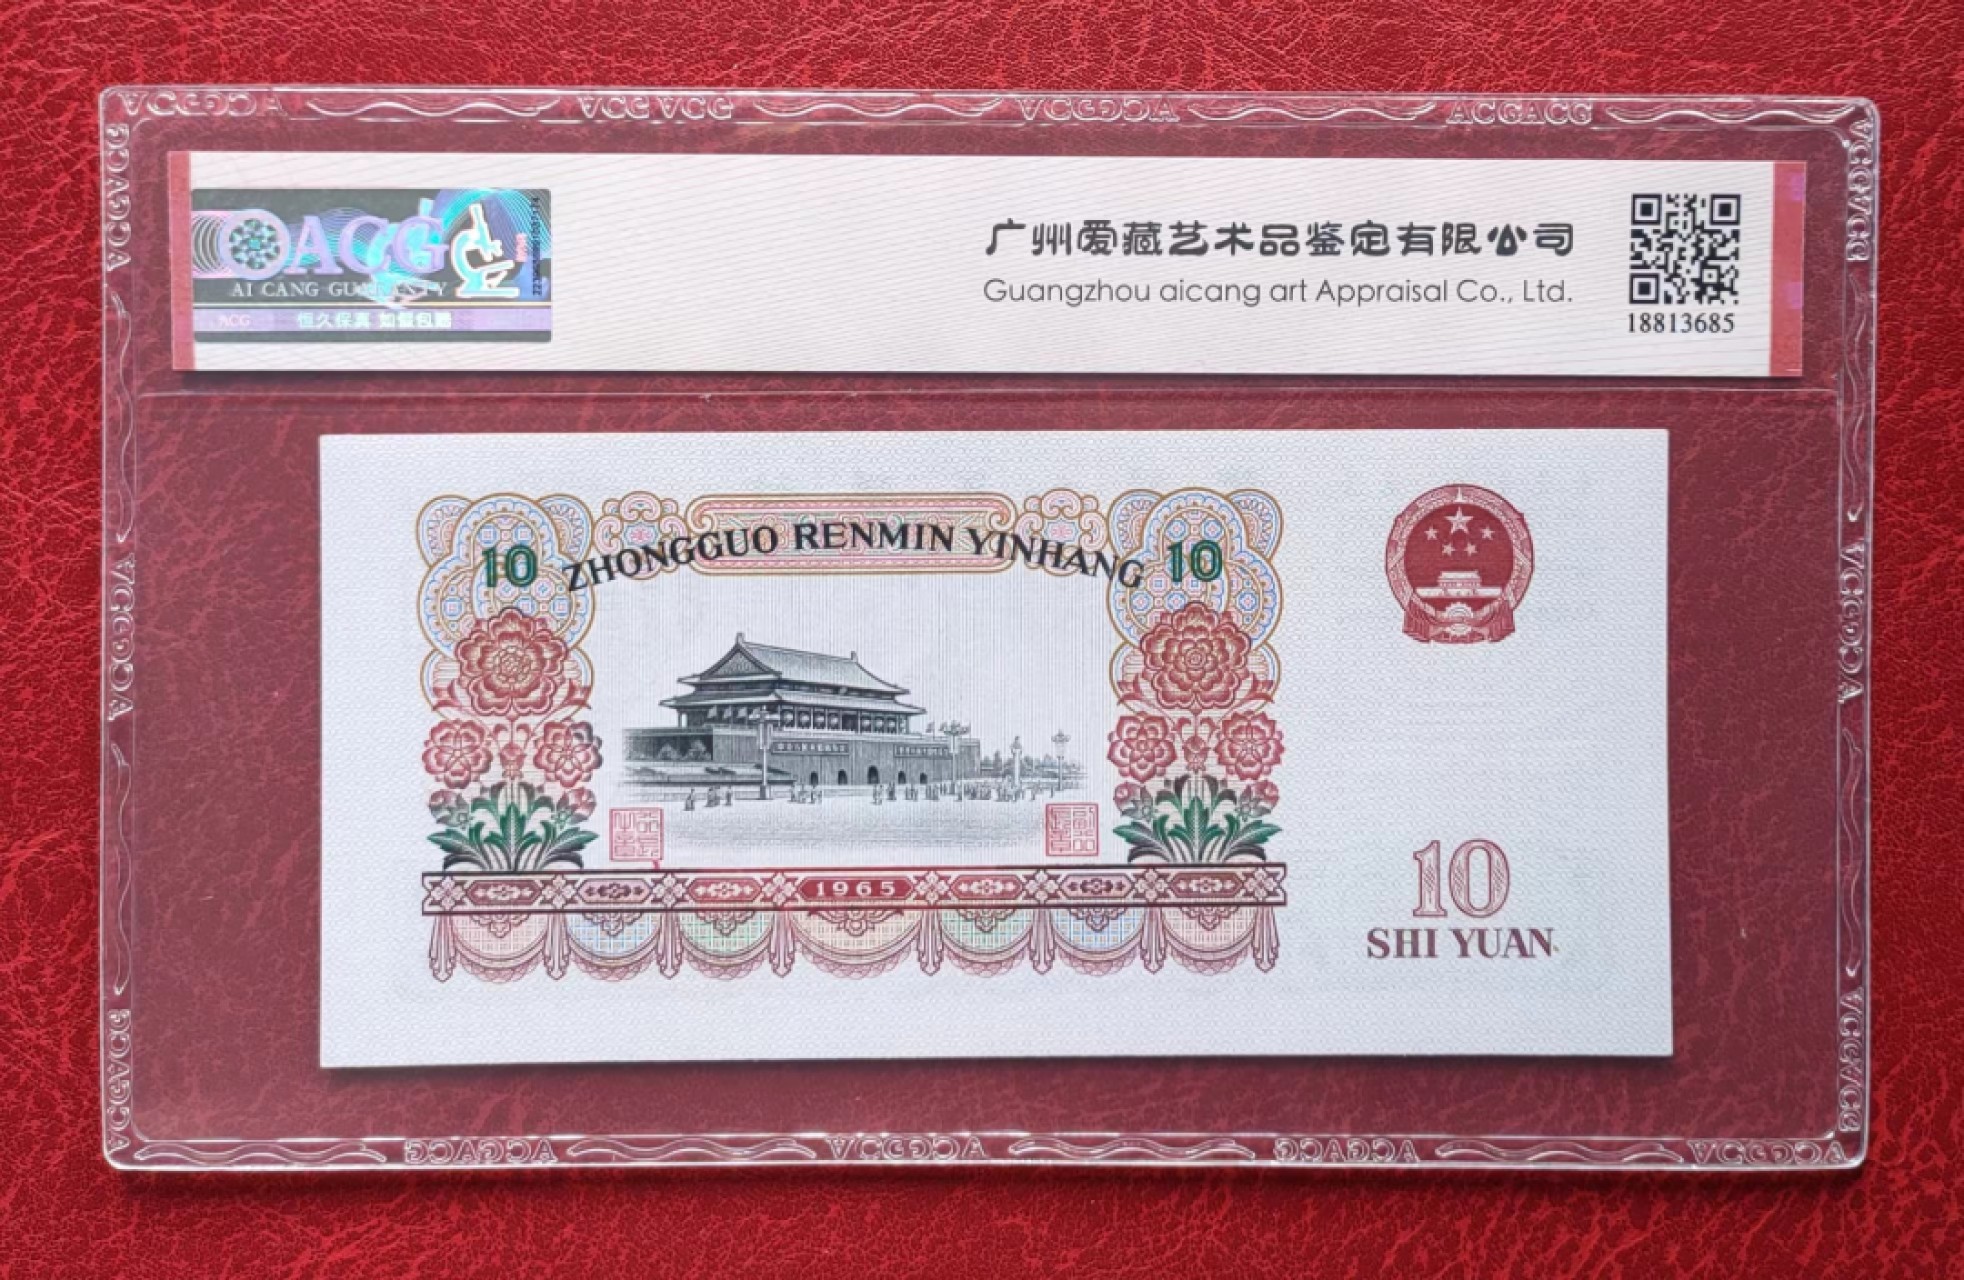 ACG
AI CANG GUARANTY
ACG 恒久保真 如假包赔
广州爱藏艺术品鉴定有限公司
Guangzhou aicang art Appraisal Co., Ltd.
18813685
10 ZHONGGUO RENMIN YINHANG 10
1965
10
SHI YUAN